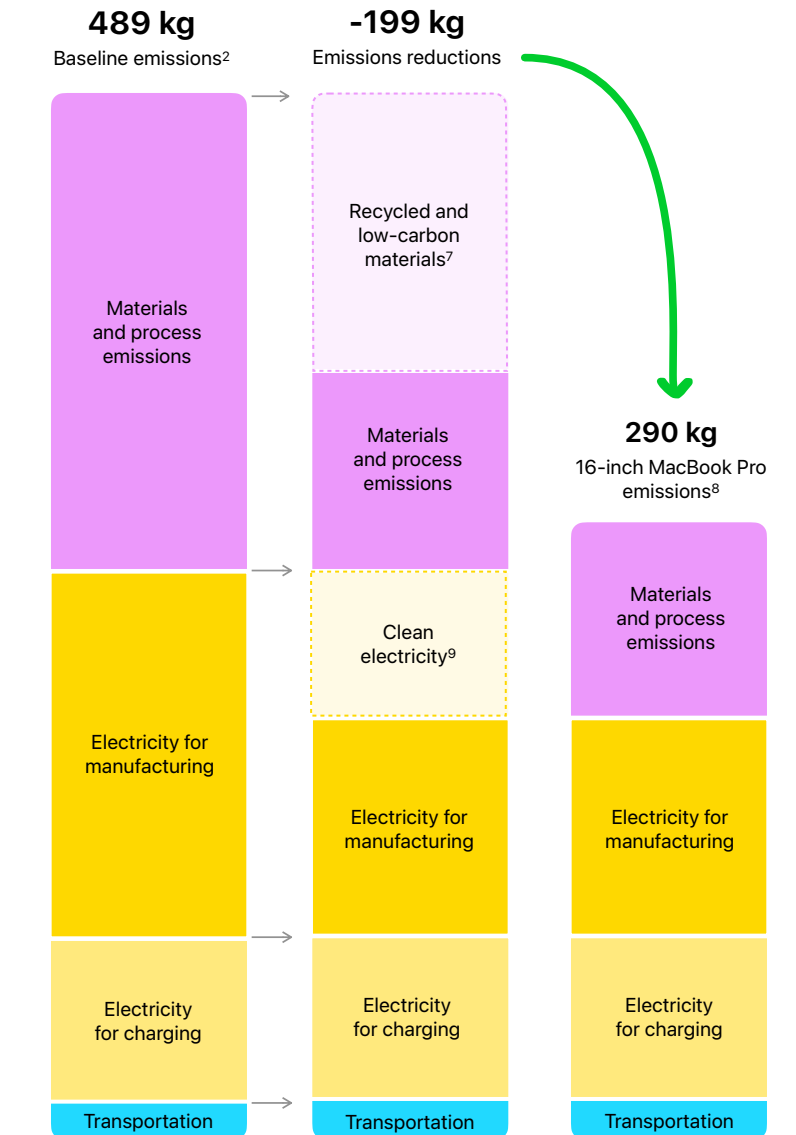 489 kg
Baseline emissions²
-199 kg
Emissions reductions
Materials
and process
emissions
Electricity for
manufacturing
Electricity
for charging
Transportation
Recycled and
low-carbon
materials⁷
Materials
and process
emissions
Clean
electricity⁹
Electricity for
manufacturing
Electricity
for charging
Transportation
290 kg
16-inch MacBook Pro
emissions⁸
Materials
and process
emissions
Electricity for
manufacturing
Electricity
for charging
Transportation